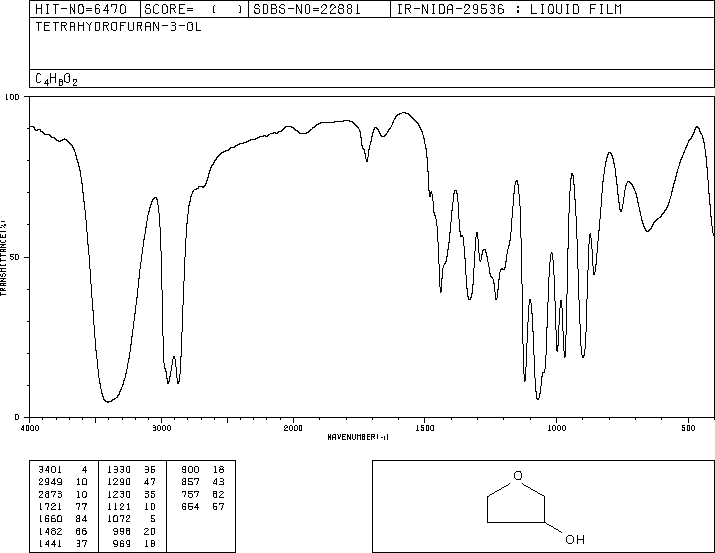 HIT-NO=6470 SCORE= ( ) SDBS-NO=22881 IR-NIDA-29536 : LIQUID FILM
TETRAHYDROFURAN-3-OL
C4H8O2
100
50
0
TRANSMITTANCE(%)
4000 3000 2000 1500 1000 500
WAVENUMBER(-1)
3401 4 1330 36 900 18
2949 10 1290 47 857 43
2873 10 1230 35 757 62
1721 77 1121 10 654 57
1660 84 1072 5
1482 66 998 20
1441 37 969 18
O
OH